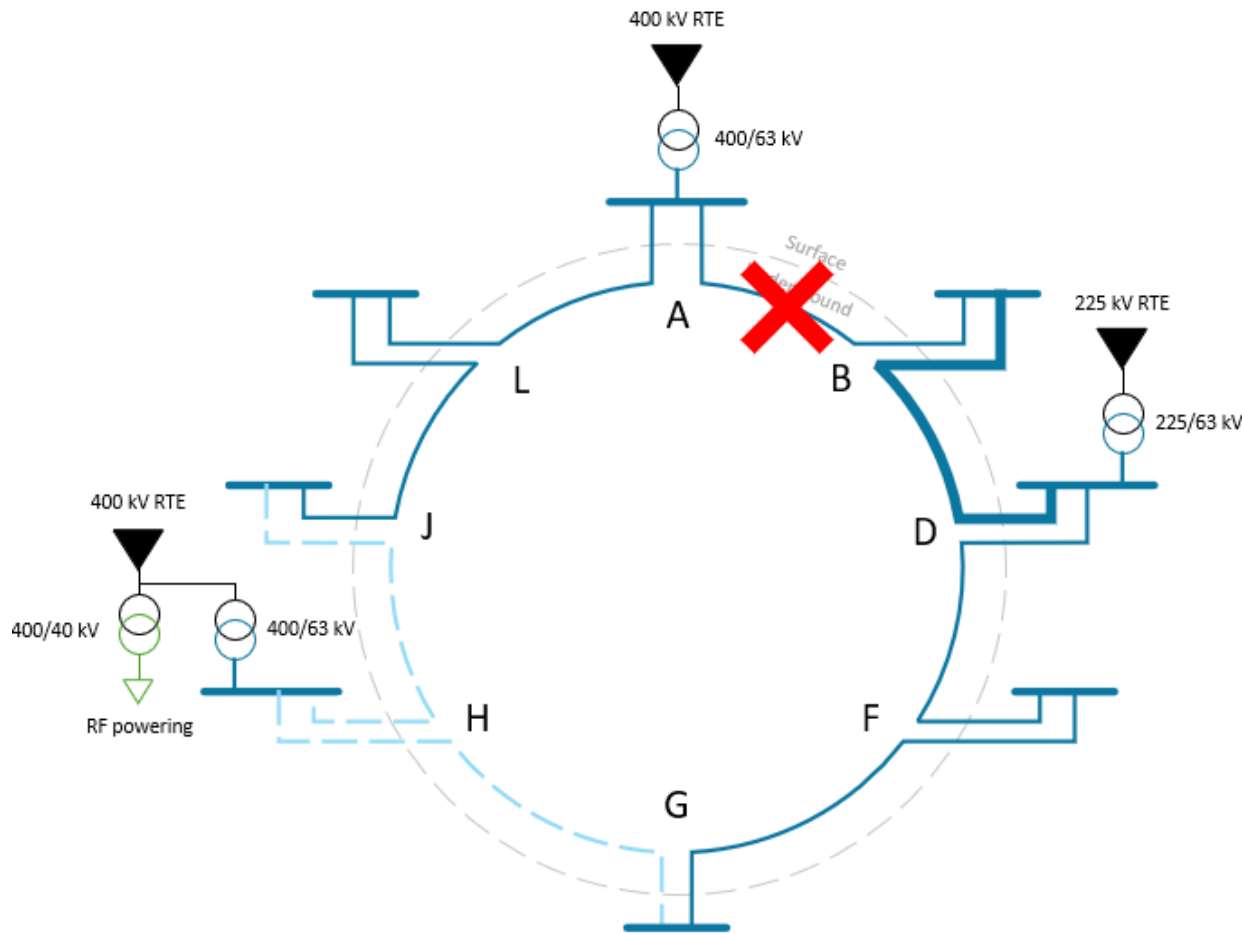 400 kV RTE
400/63 kV
Surface
A
225 kV RTE
L
B
225/63 kV
400 kV RTE
J
D
400/40 kV
400/63 kV
RF powering
H
F
G